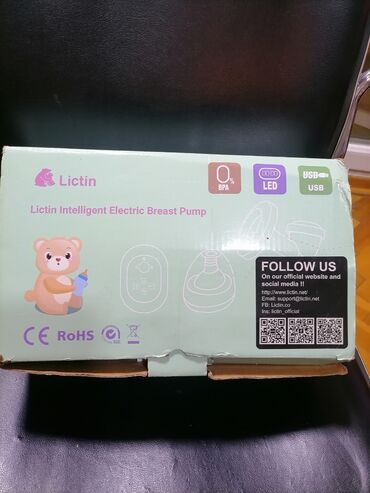 Lictin
0%
BPA
LED
USB
USB
Lictin Intelligent Electric Breast Pump
FOLLOW US
On our official website and
social media !!
http://www.lictin.net/
Email: support@lictin.net
FB: Lictin.co
Ins: lictin_official
CE RoHS